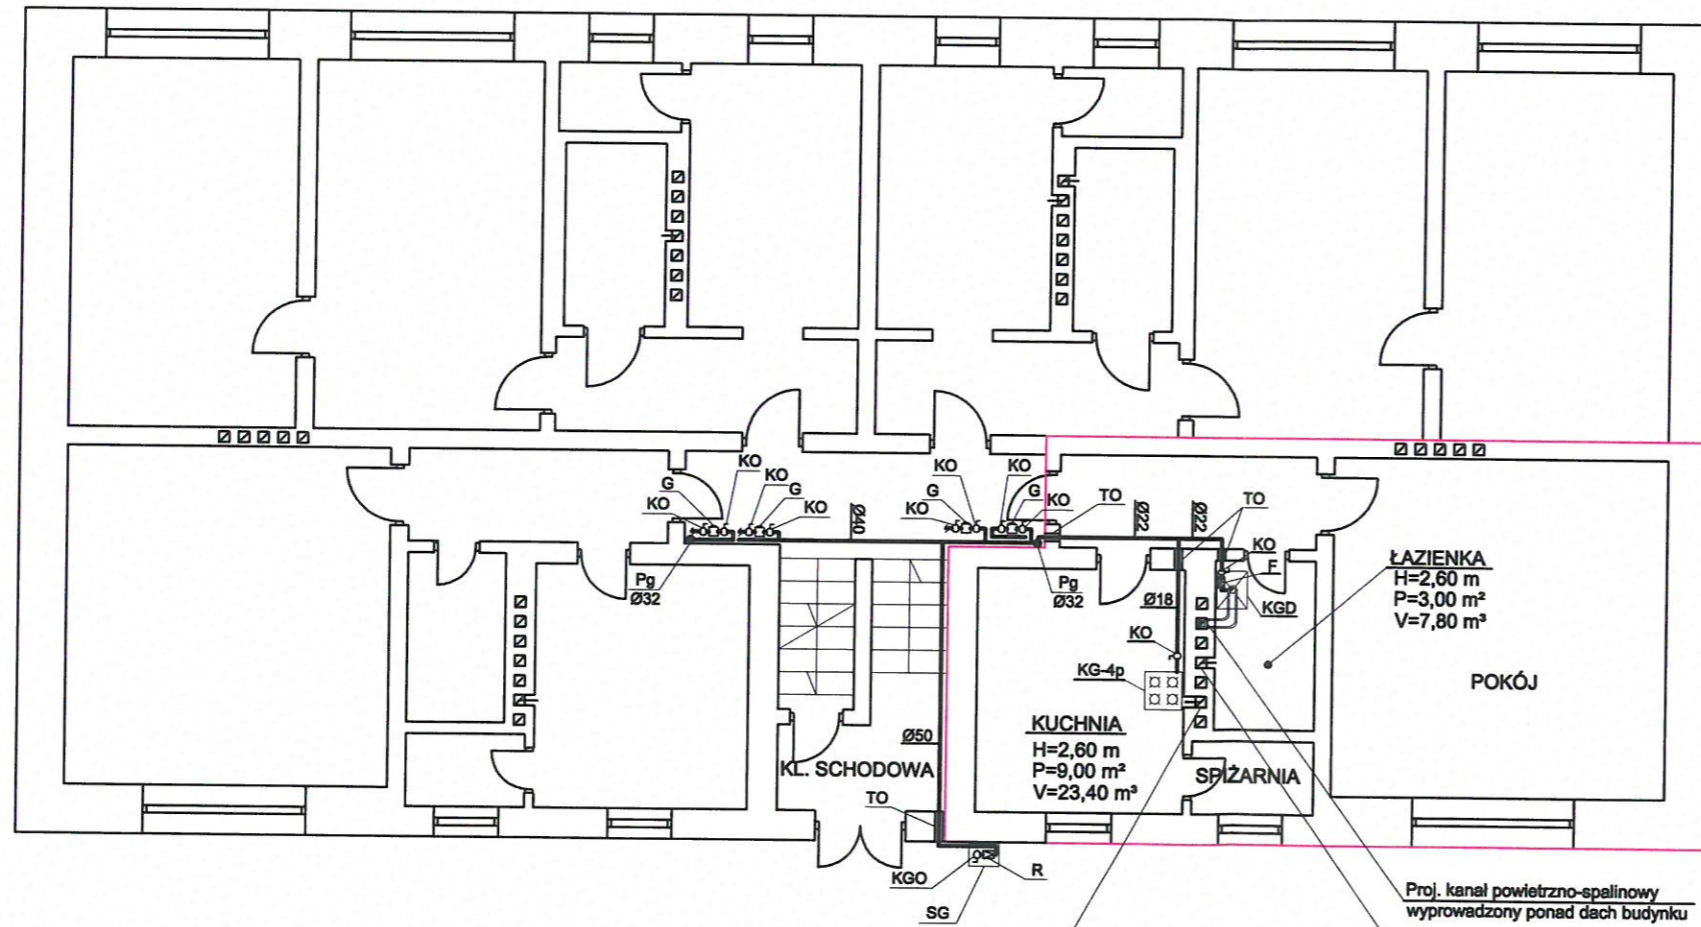 KO
KO
G
G
KO
KO
KO
KO
G
G
KO
KO
TO
Ø40
Ø22
Ø22
TO
KO
F
KGD
Pg
Ø32
Pg
Ø32
Ø18
KO
KG-4p
ŁAZIENKA
H=2,60 m
P=3,00 m²
V=7,80 m³
POKÓJ
KUCHNIA
H=2,60 m
P=9,00 m²
V=23,40 m³
Ø50
KL. SCHODOWA
SPIŻARNIA
TO
KGO
R
SG
Proj. kanał powietrzno-spalinowy
wyprowadzony ponad dach budynku